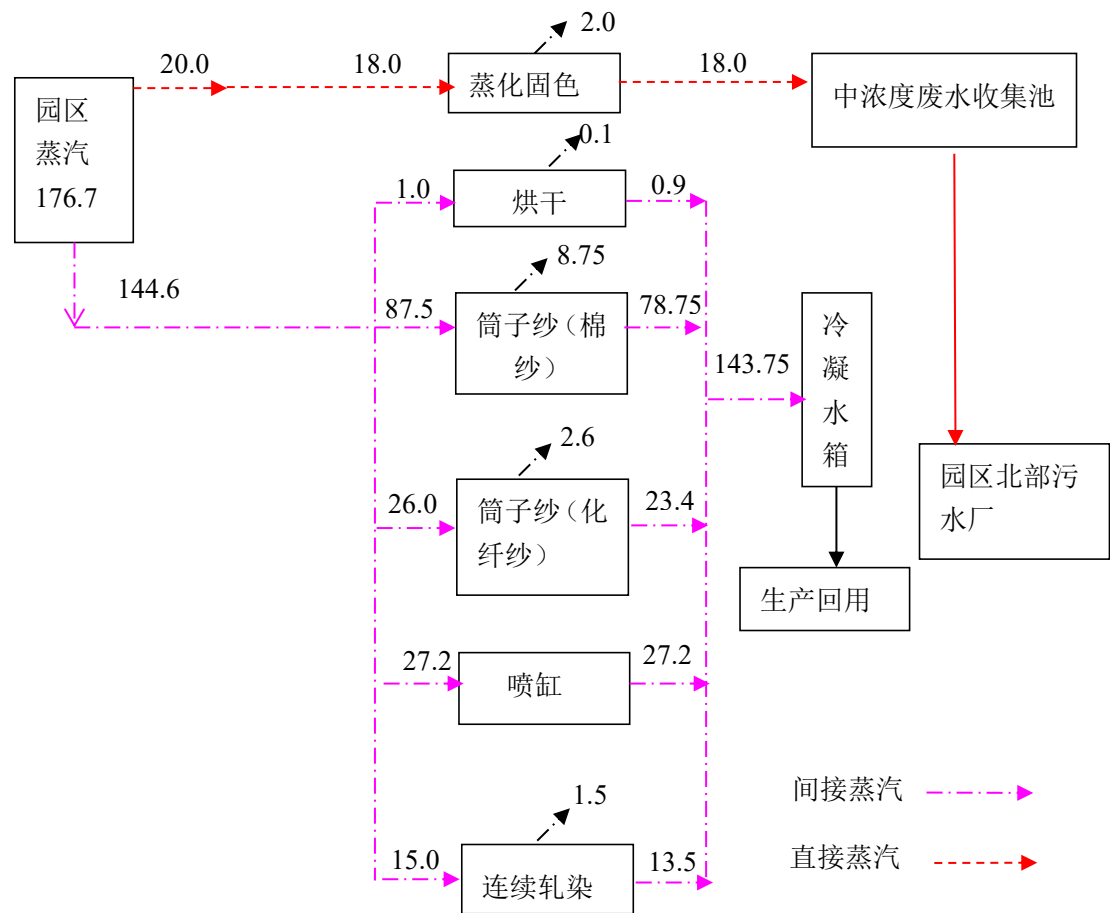 2.0
20.0
18.0
蒸化固色
18.0
中浓度废水收集池
园区
蒸汽
176.7
0.1
1.0
烘干
0.9
8.75
144.6
87.5
筒子纱（棉
纱）
78.75
冷
凝
水
箱
143.75
2.6
26.0
筒子纱（化
纤纱）
23.4
园区北部污
水厂
生产回用
27.2
喷缸
27.2
间接蒸汽
1.5
15.0
连续轧染
13.5
直接蒸汽